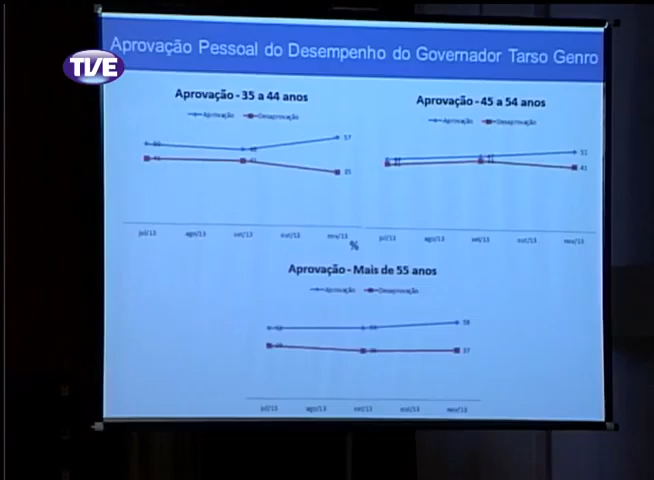 TVE
Aprovação Pessoal do Desempenho do Governador Tarso Genro
Aprovação - 35 a 44 anos
Aprovação Desaprovação
57
35
jul/13 ago/13 set/13 out/13 nov/13
%
Aprovação - 45 a 54 anos
Aprovação Desaprovação
51
41
jul/13 ago/13 set/13 out/13 nov/13
Aprovação - Mais de 55 anos
Aprovação Desaprovação
58
37
jul/13 ago/13 set/13 out/13 nov/13